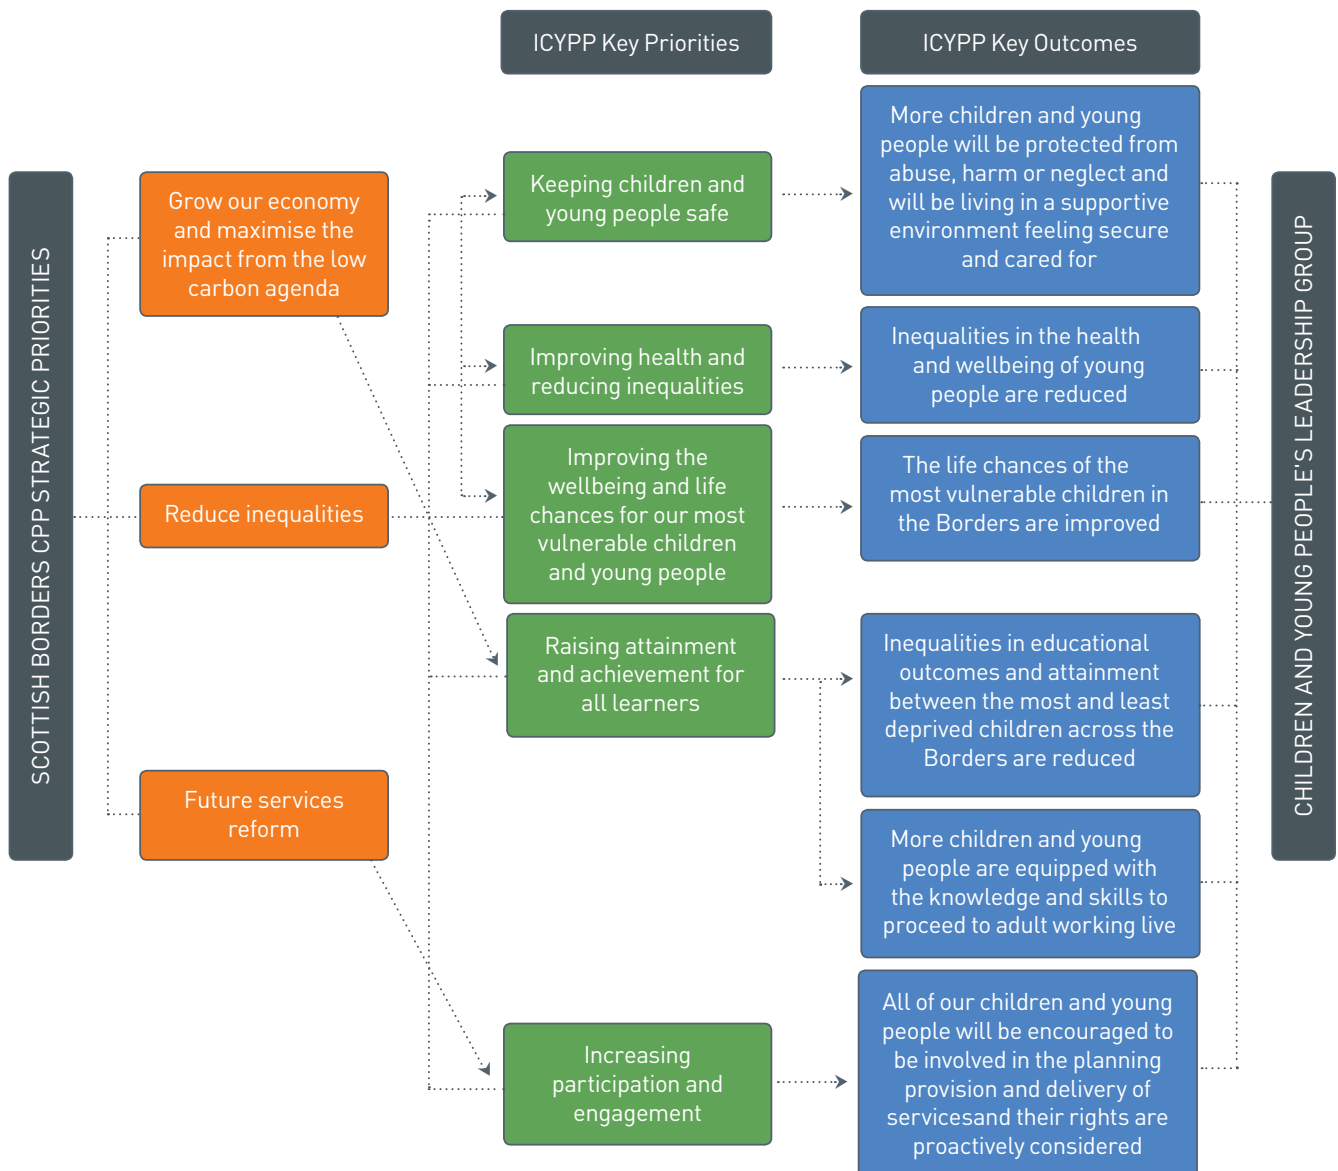 ICYPP Key Priorities
ICYPP Key Outcomes
SCOTTISH BORDERS CPP STRATEGIC PRIORITIES
Grow our economy
and maximise the
impact from the low
carbon agenda
Reduce inequalities
Future services
reform
Keeping children and
young people safe
Improving health and
reducing inequalities
Improving the
wellbeing and life
chances for our most
vulnerable children
and young people
Raising attainment
and achievement for
all learners
Increasing
participation and
engagement
More children and young
people will be protected from
abuse, harm or neglect and
will be living in a supportive
environment feeling secure
and cared for
Inequalities in the health
and wellbeing of young
people are reduced
The life chances of the
most vulnerable children in
the Borders are improved
Inequalities in educational
outcomes and attainment
between the most and least
deprived children across the
Borders are reduced
More children and young
people are equipped with
the knowledge and skills to
proceed to adult working live
All of our children and young
people will be encouraged to
be involved in the planning
provision and delivery of
servicesand their rights are
proactively considered
CHILDREN AND YOUNG PEOPLE'S LEADERSHIP GROUP